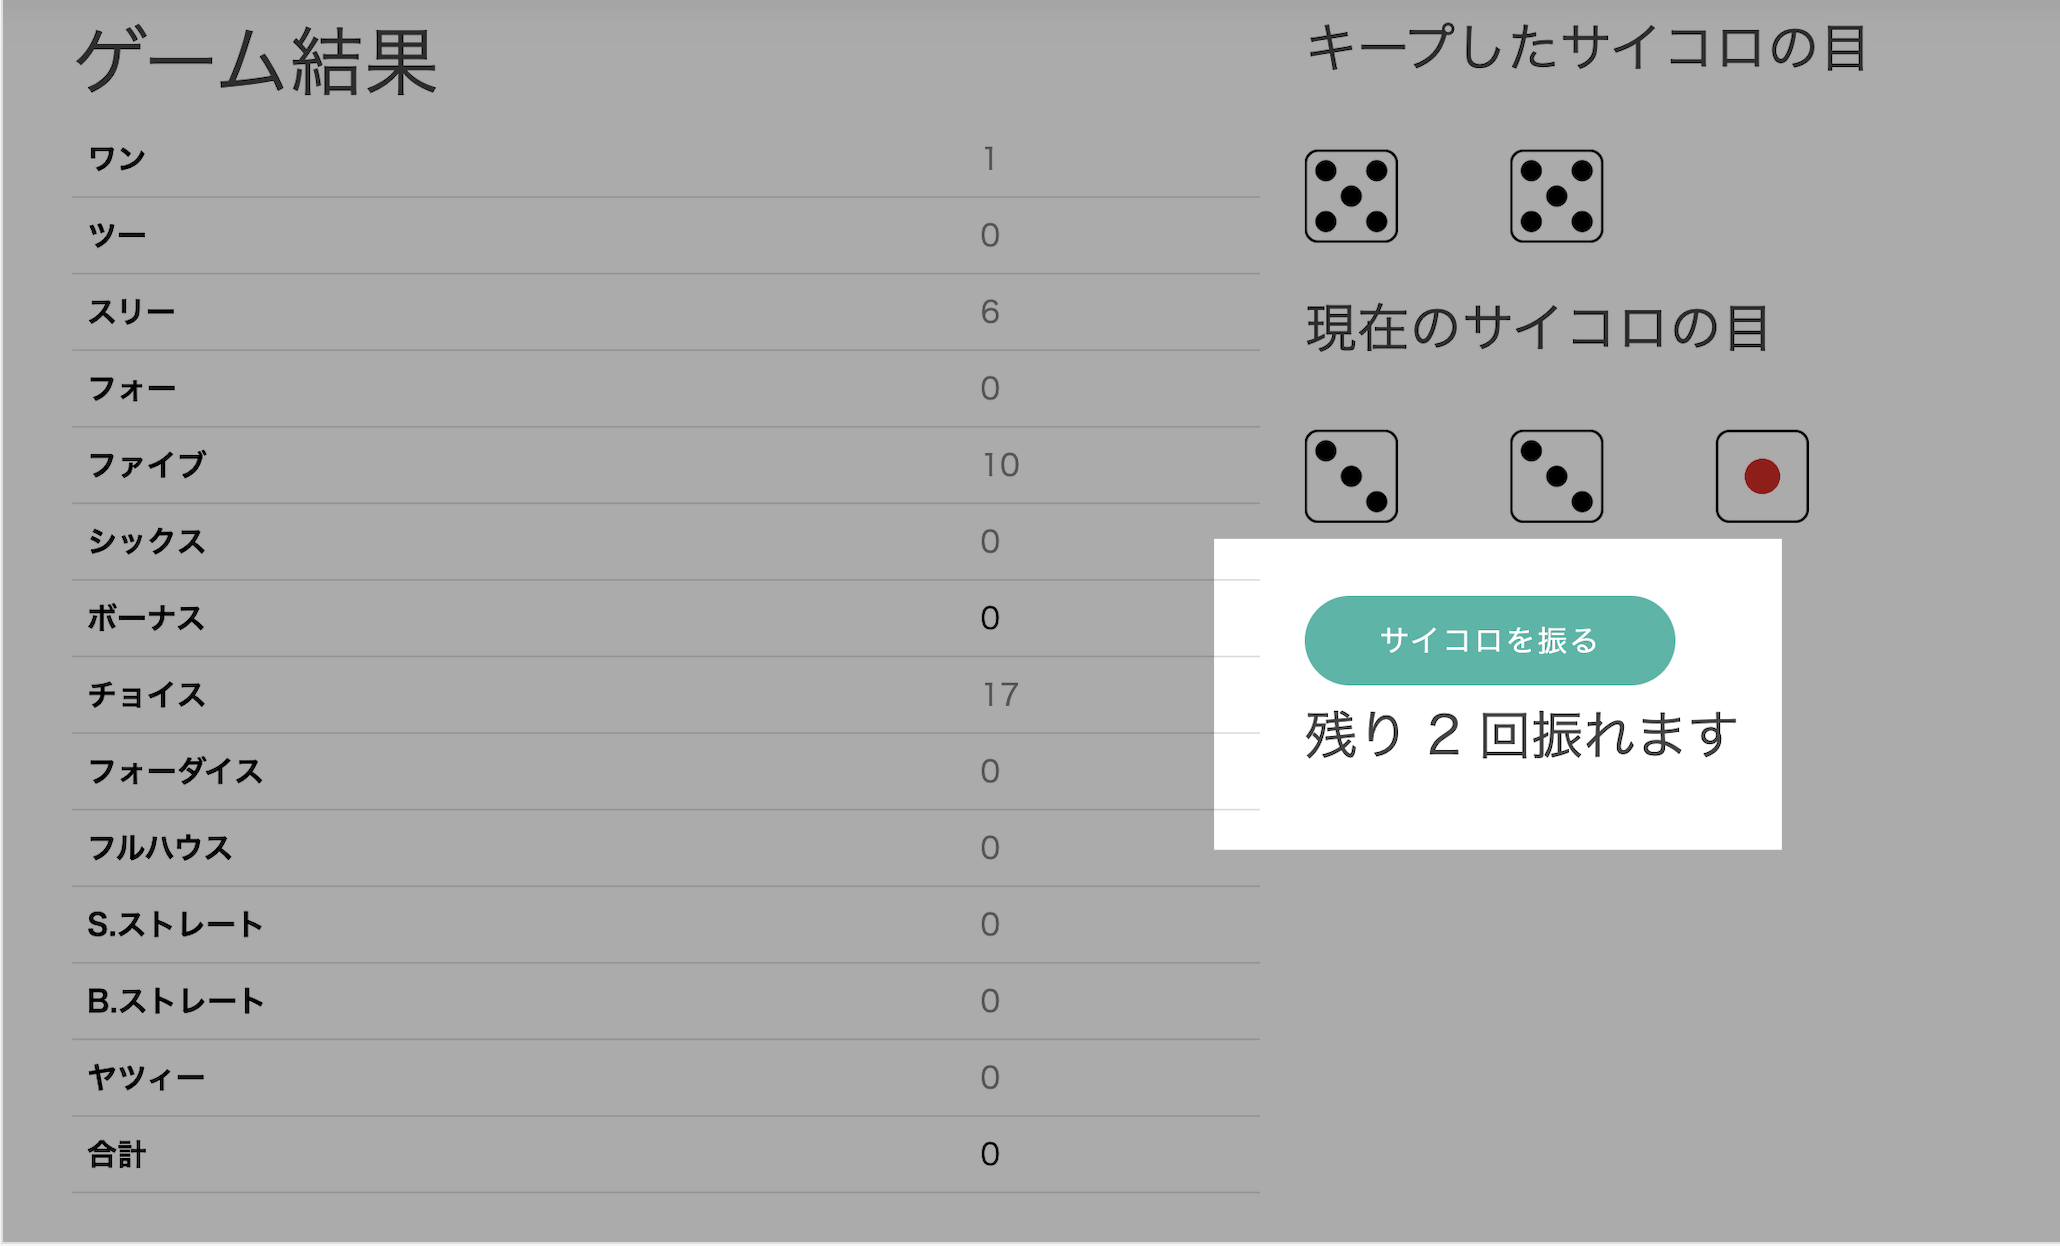 ゲーム結果
ワン 1
ツー 0
スリー 6
フォー 0
ファイブ 10
シックス 0
ボーナス 0
チョイス 17
フォーダイス 0
フルハウス 0
S.ストレート 0
B.ストレート 0
ヤツィー 0
合計 0
キープしたサイコロの目
現在のサイコロの目
サイコロを振る
残り 2 回振れます